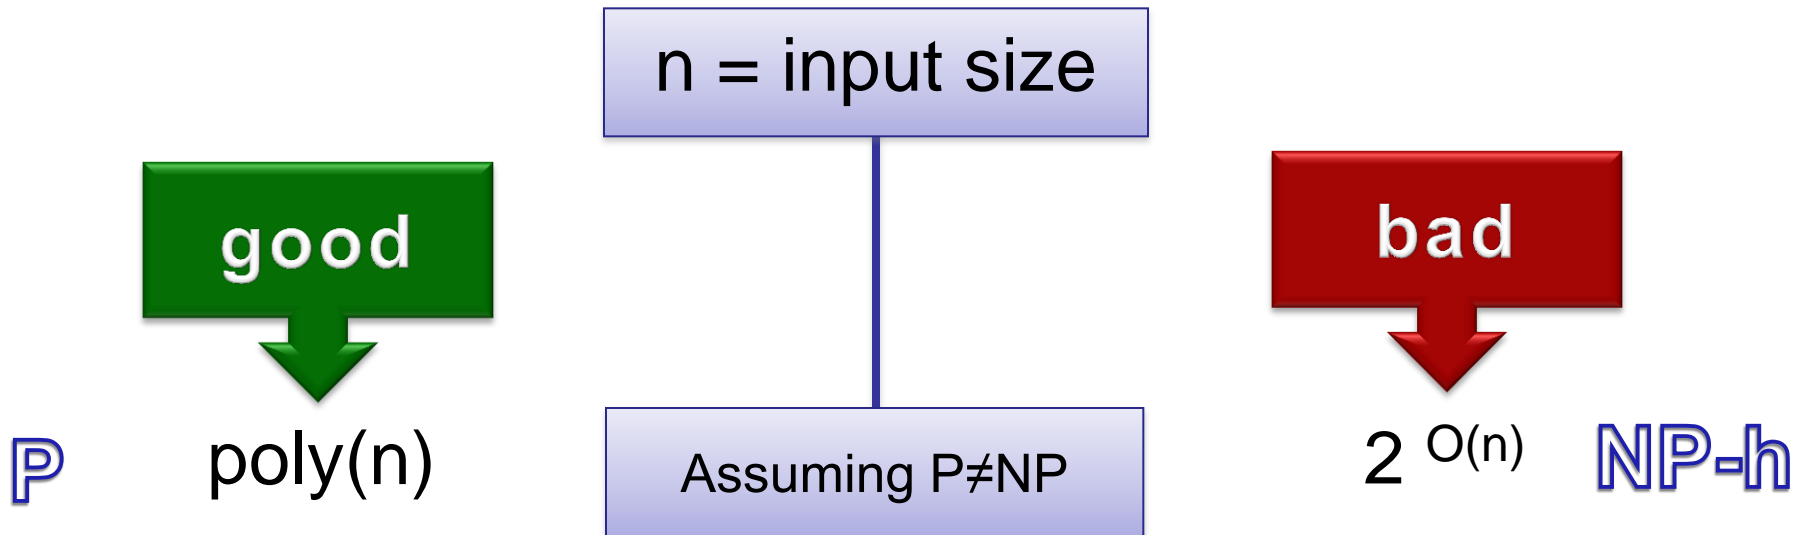 n = input size
good
bad
P
poly(n)
Assuming P≠NP
2 O(n)
NP-h